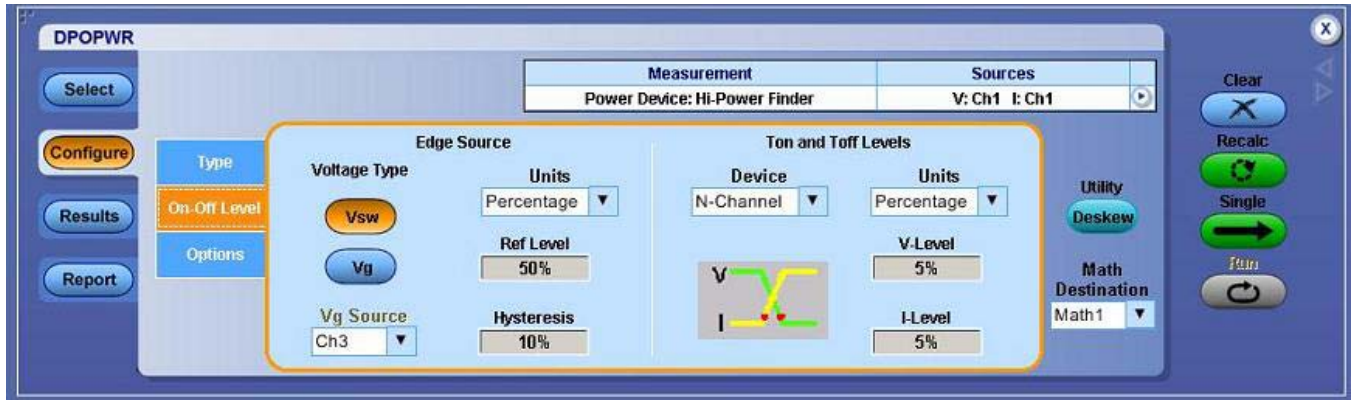 DPOPWR
Select
Configure
Results
Report
Measurement Sources
Power Device: Hi-Power Finder V: Ch1 I: Ch1
Type
On-Off Level
Options
Edge Source
Voltage Type
Vsw
Vg
Vg Source
Ch3
Units
Percentage
Ref Level
50%
Hysteresis
10%
Ton and Toff Levels
Device
N-Channel
V
I
Units
Percentage
V-Level
5%
I-Level
5%
Utility
Deskew
Math
Destination
Math1
X
Clear
Recalc
Single
Run